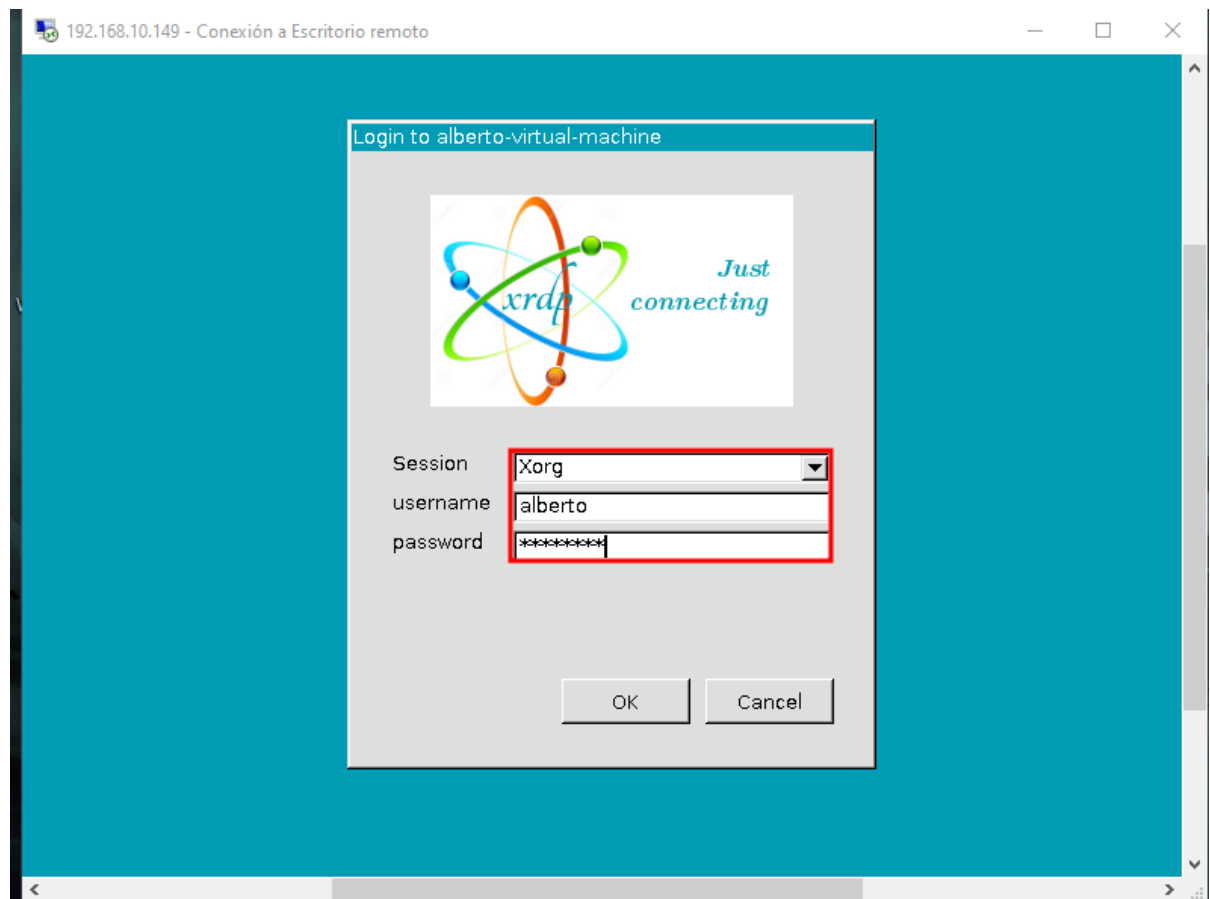 192.168.10.149 - Conexión a Escritorio remoto
Login to alberto-virtual-machine
xrdp
Just
connecting
Session Xorg
username alberto
password ********
OK Cancel